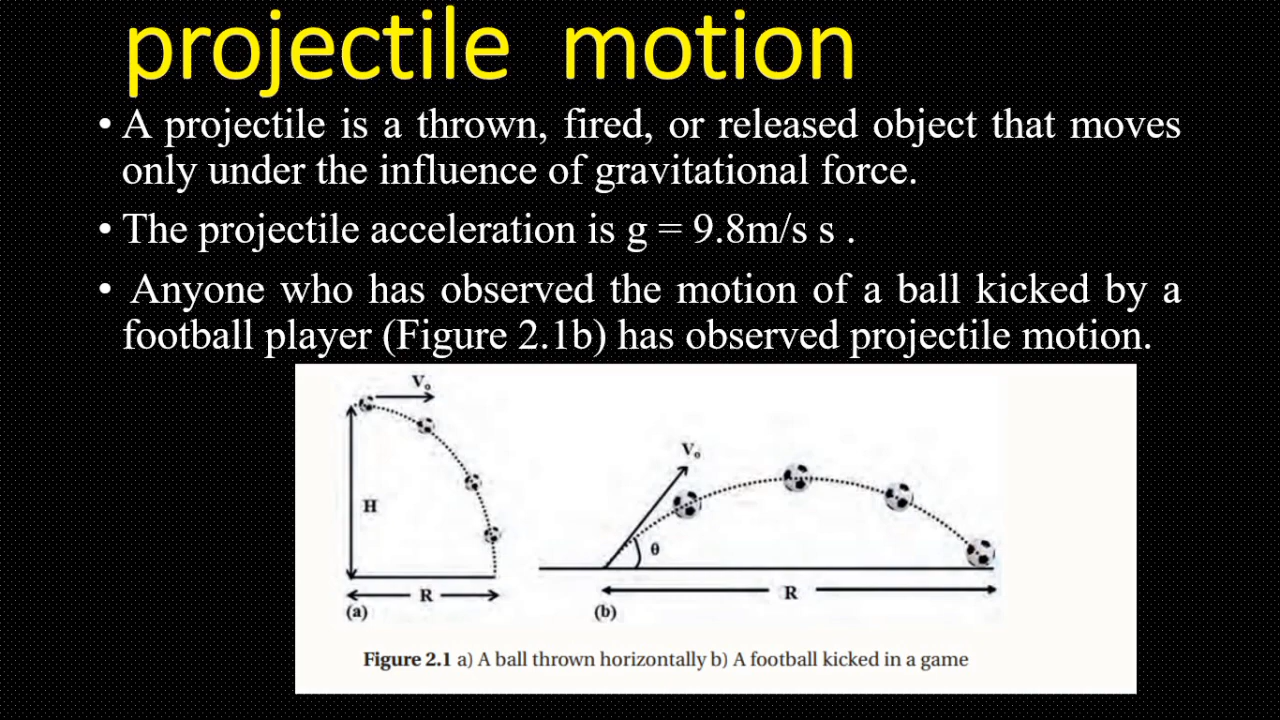 projectile motion
• A projectile is a thrown, fired, or released object that moves
only under the influence of gravitational force.
• The projectile acceleration is g = 9.8m/s s .
• Anyone who has observed the motion of a ball kicked by a
football player (Figure 2.1b) has observed projectile motion.
V₀
H
R
(a)
V₀
θ
R
(b)
Figure 2.1 a) A ball thrown horizontally b) A football kicked in a game